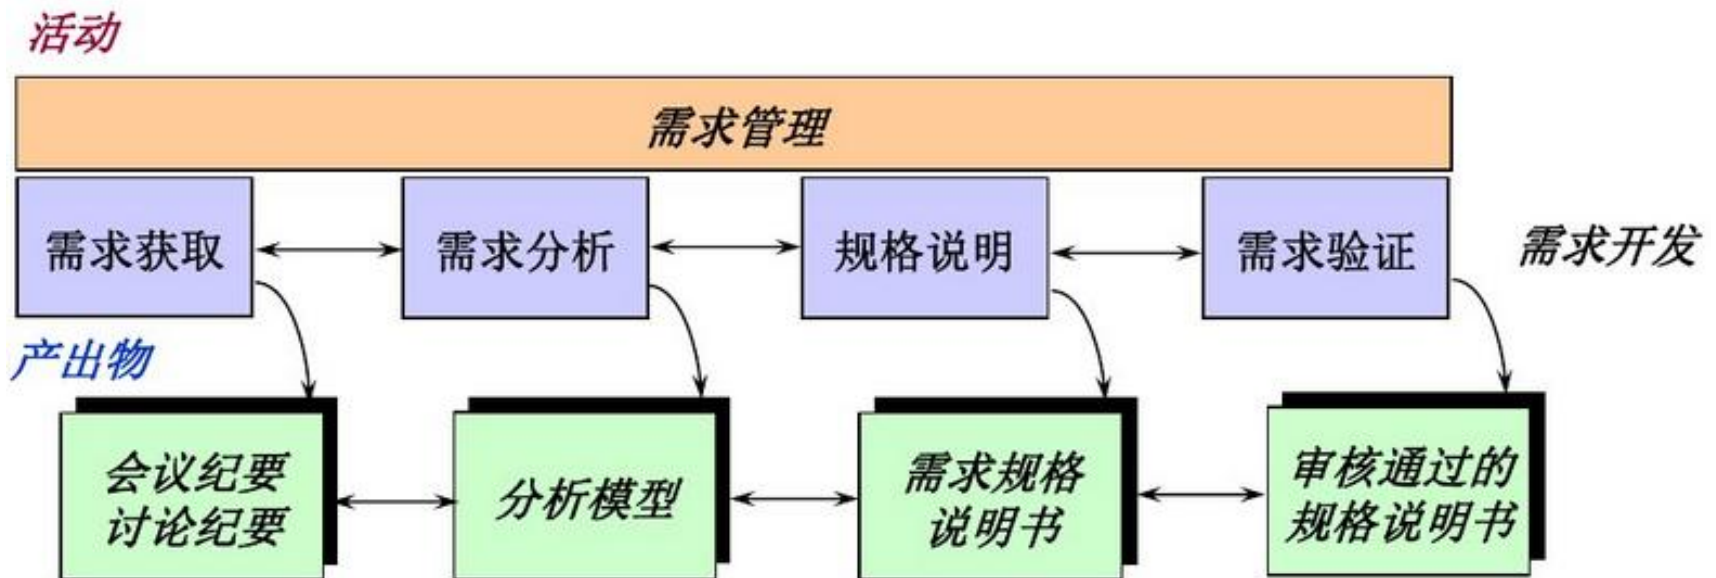 活动
需求管理
需求获取
需求分析
规格说明
需求验证
需求开发
产出物
会议纪要
讨论纪要
分析模型
需求规格
说明书
审核通过的
规格说明书